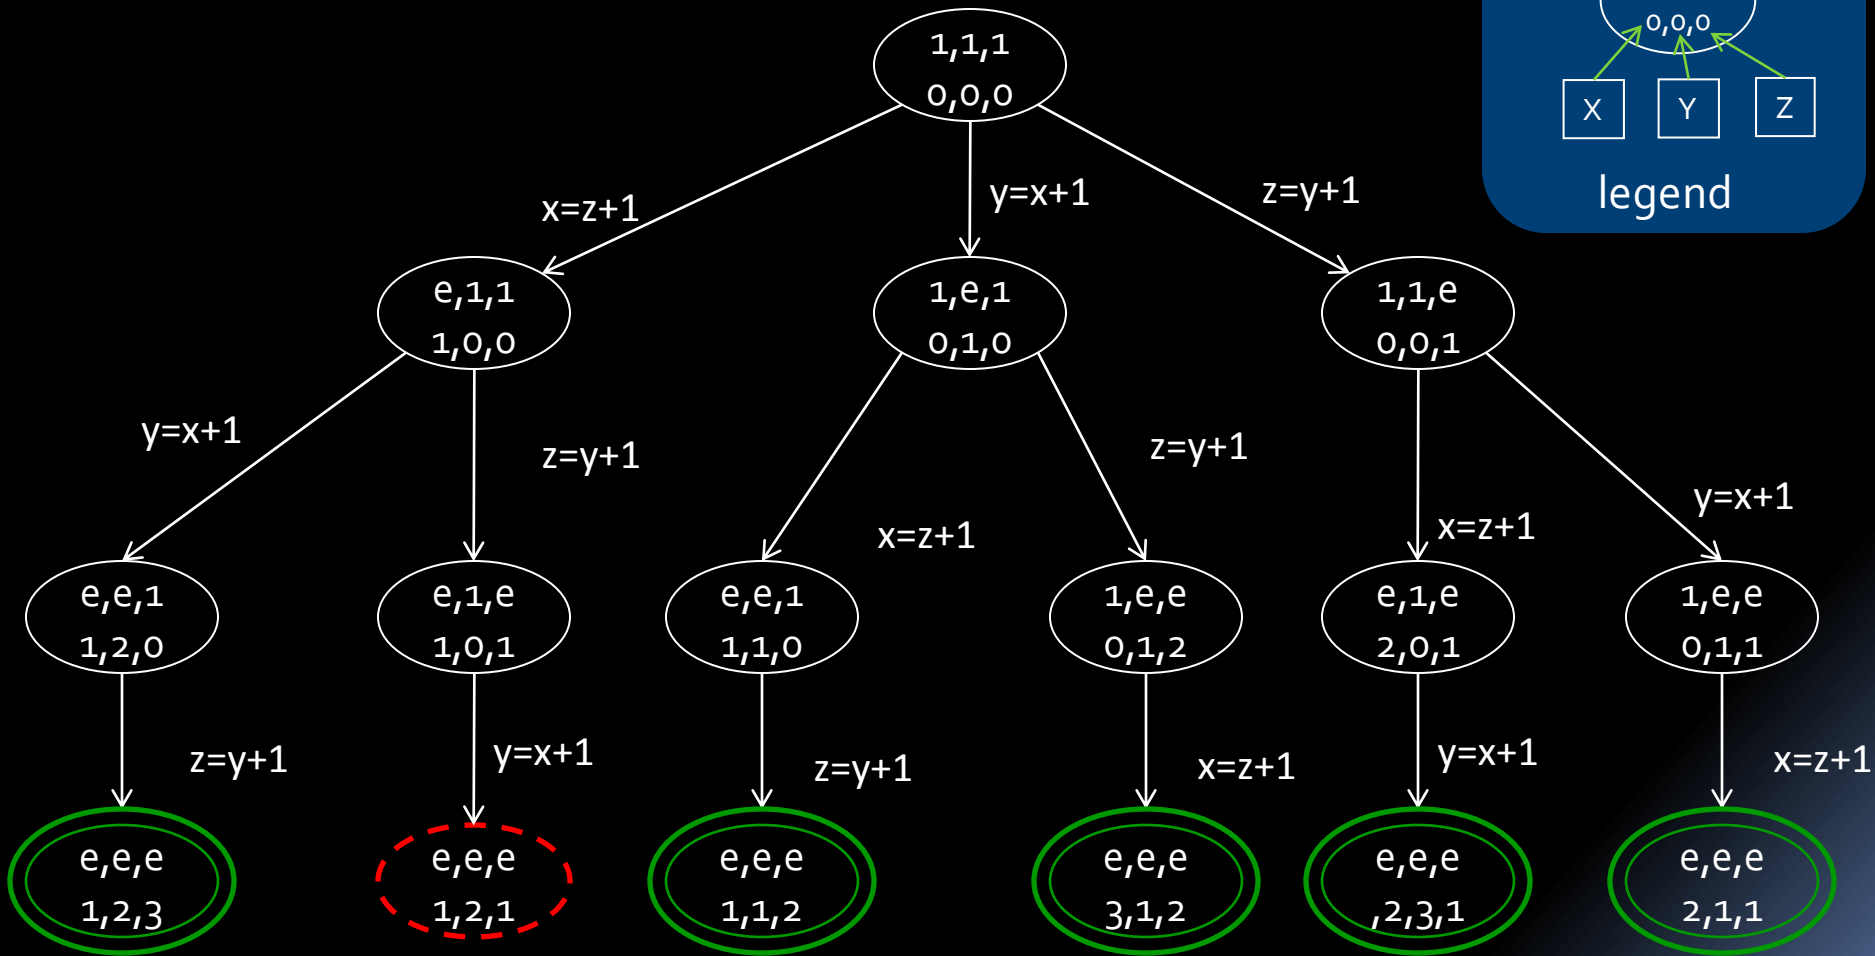 0,0,0
X
Y
Z
legend
1,1,1
0,0,0
x=z+1
y=x+1
z=y+1
e,1,1
1,0,0
1,e,1
0,1,0
1,1,e
0,0,1
y=x+1
z=y+1
x=z+1
z=y+1
x=z+1
y=x+1
e,e,1
1,2,0
e,1,e
1,0,1
e,e,1
1,1,0
1,e,e
0,1,2
e,1,e
2,0,1
1,e,e
0,1,1
z=y+1
y=x+1
z=y+1
x=z+1
y=x+1
x=z+1
e,e,e
1,2,3
e,e,e
1,2,1
e,e,e
1,1,2
e,e,e
3,1,2
e,e,e
,2,3,1
e,e,e
2,1,1